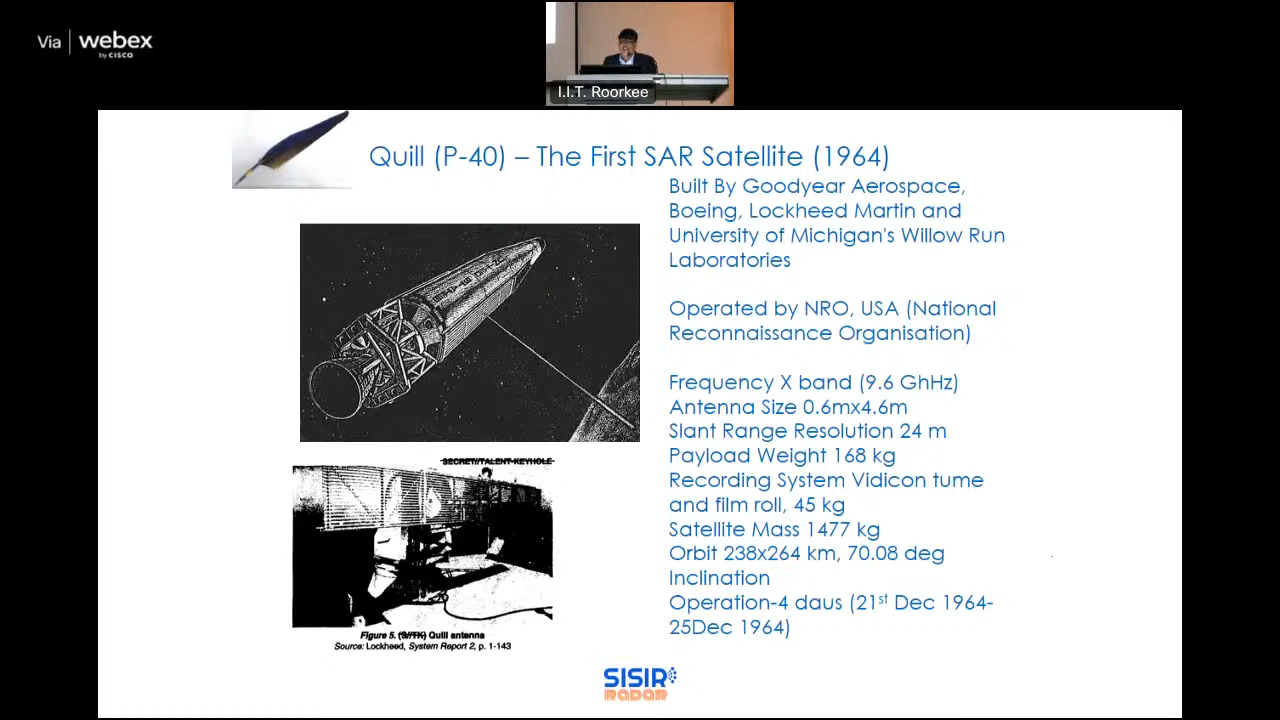 Via | webex
by CISCO
I.I.T. Roorkee
Quill (P-40) – The First SAR Satellite (1964)
Built By Goodyear Aerospace,
Boeing, Lockheed Martin and
University of Michigan's Willow Run
Laboratories
Operated by NRO, USA (National
Reconnaissance Organisation)
Frequency X band (9.6 GhHz)
Antenna Size 0.6mx4.6m
Slant Range Resolution 24 m
Payload Weight 168 kg
Recording System Vidicon tume
and film roll, 45 kg
Satellite Mass 1477 kg
Orbit 238x264 km, 70.08 deg
Inclination
Operation-4 daus (21st Dec 1964-
25Dec 1964)
SECRET//TALENT-KEYHOLE
Figure 5. (S//TK) Quill antenna
Source: Lockheed, System Report 2, p. 1-143
SISIR
RADAR